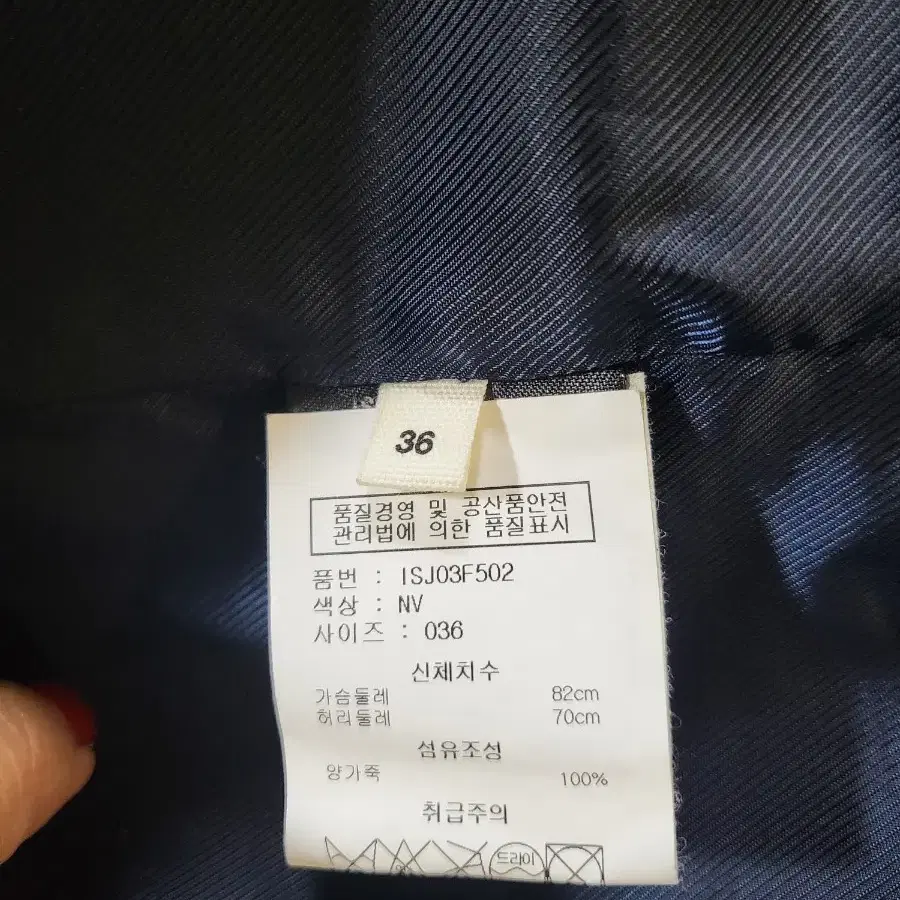 36
품질경영 및 공산품안전
관리법에 의한 품질표시
품번 : ISJ03F502
색상 : NV
사이즈 : 036
신체치수
가슴둘레 82cm
허리둘레 70cm
섬유조성
양가죽 100%
취급주의
드라이